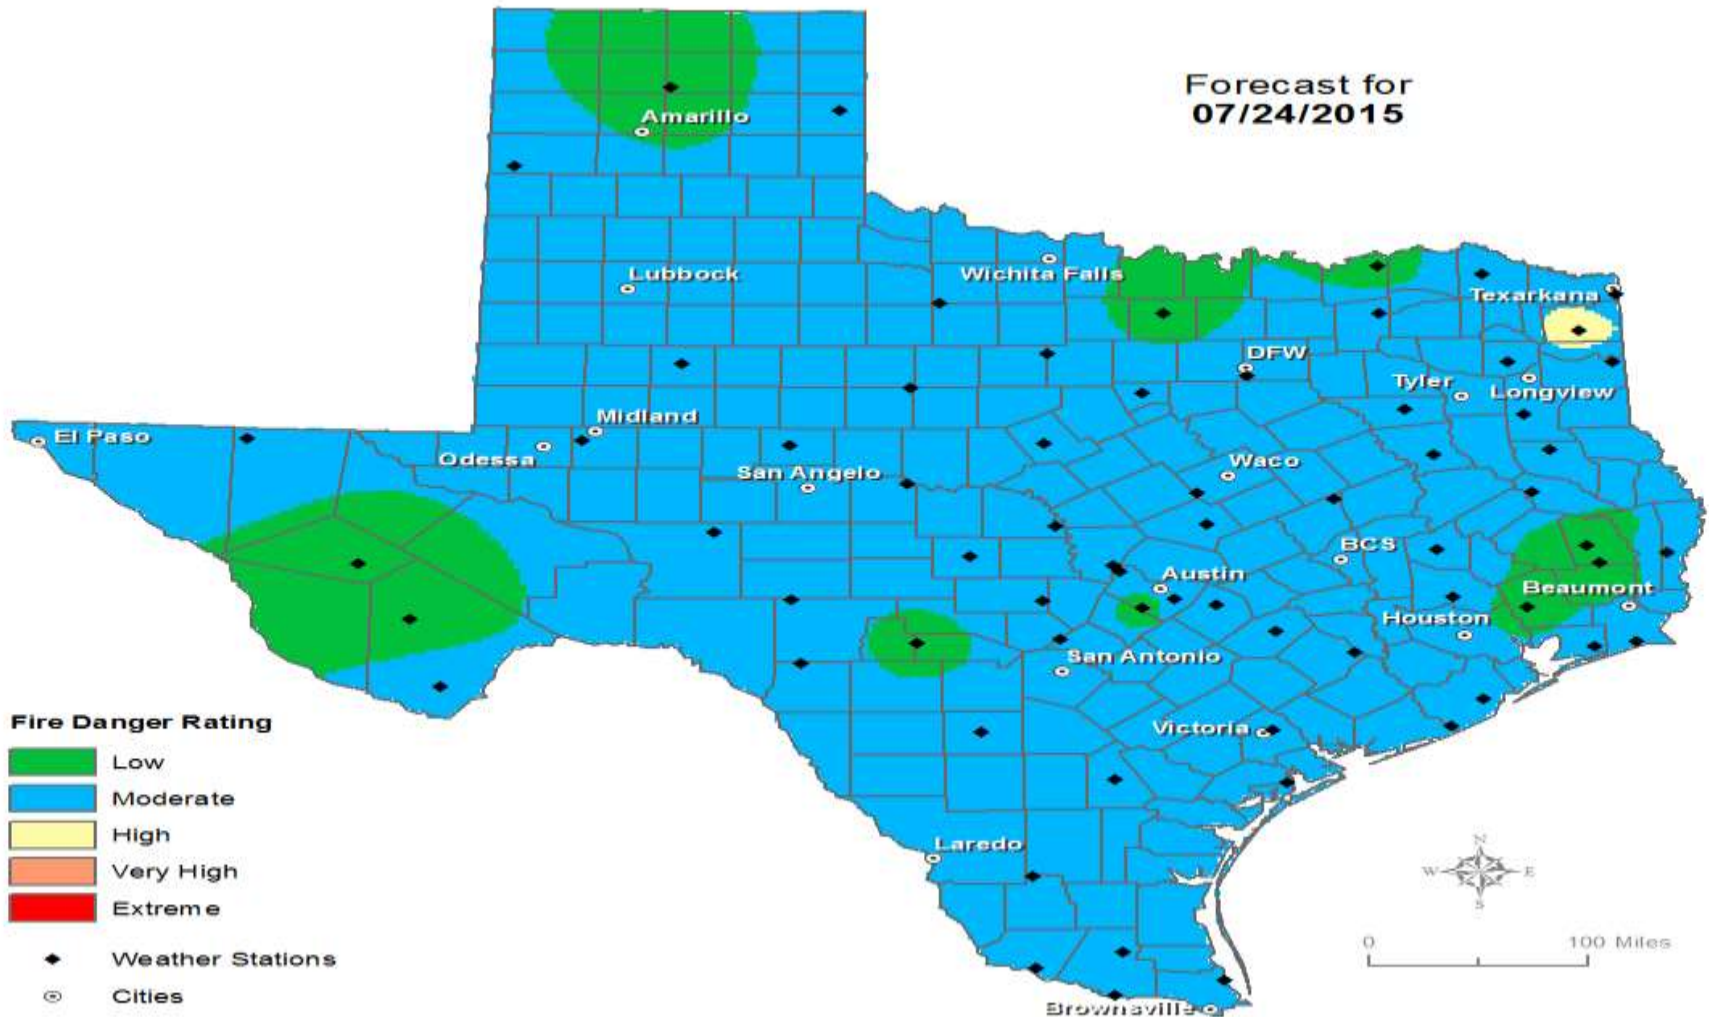 Forecast for
07/24/2015
Amarillo
Lubbock
Wichita Falls
Texarkana
DFW
Tyler
Longview
Midland
El Paso
Odessa
San Angelo
Waco
BCS
Austin
Beaumont
Houston
San Antonio
Victoria
Laredo
Brownsville
Fire Danger Rating
Low
Moderate
High
Very High
Extreme
Weather Stations
Cities
N
W E
S
0 100 Miles